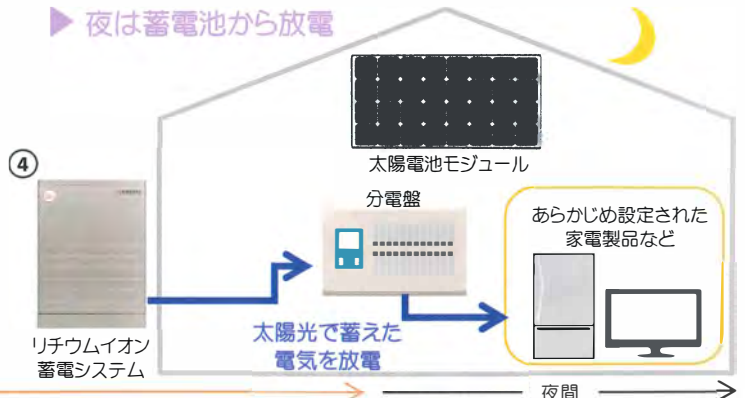 ▶ 夜は蓄電池から放電
④
太陽電池モジュール
分電盤
あらかじめ設定された
家電製品など
太陽光で蓄えた
電気を放電
リチウムイオン
蓄電システム
夜間